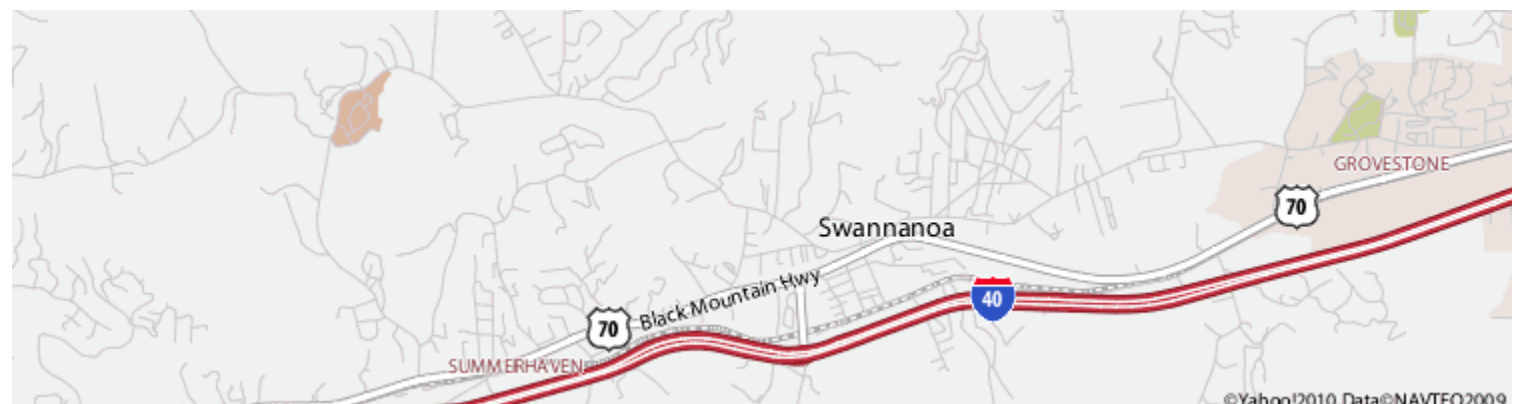 GROVESTONE
70
Swannanoa
Black Mountain Hwy
40
70
SUMMERHAVEN
©Yahoo!2010 Data©NAVTEQ2009